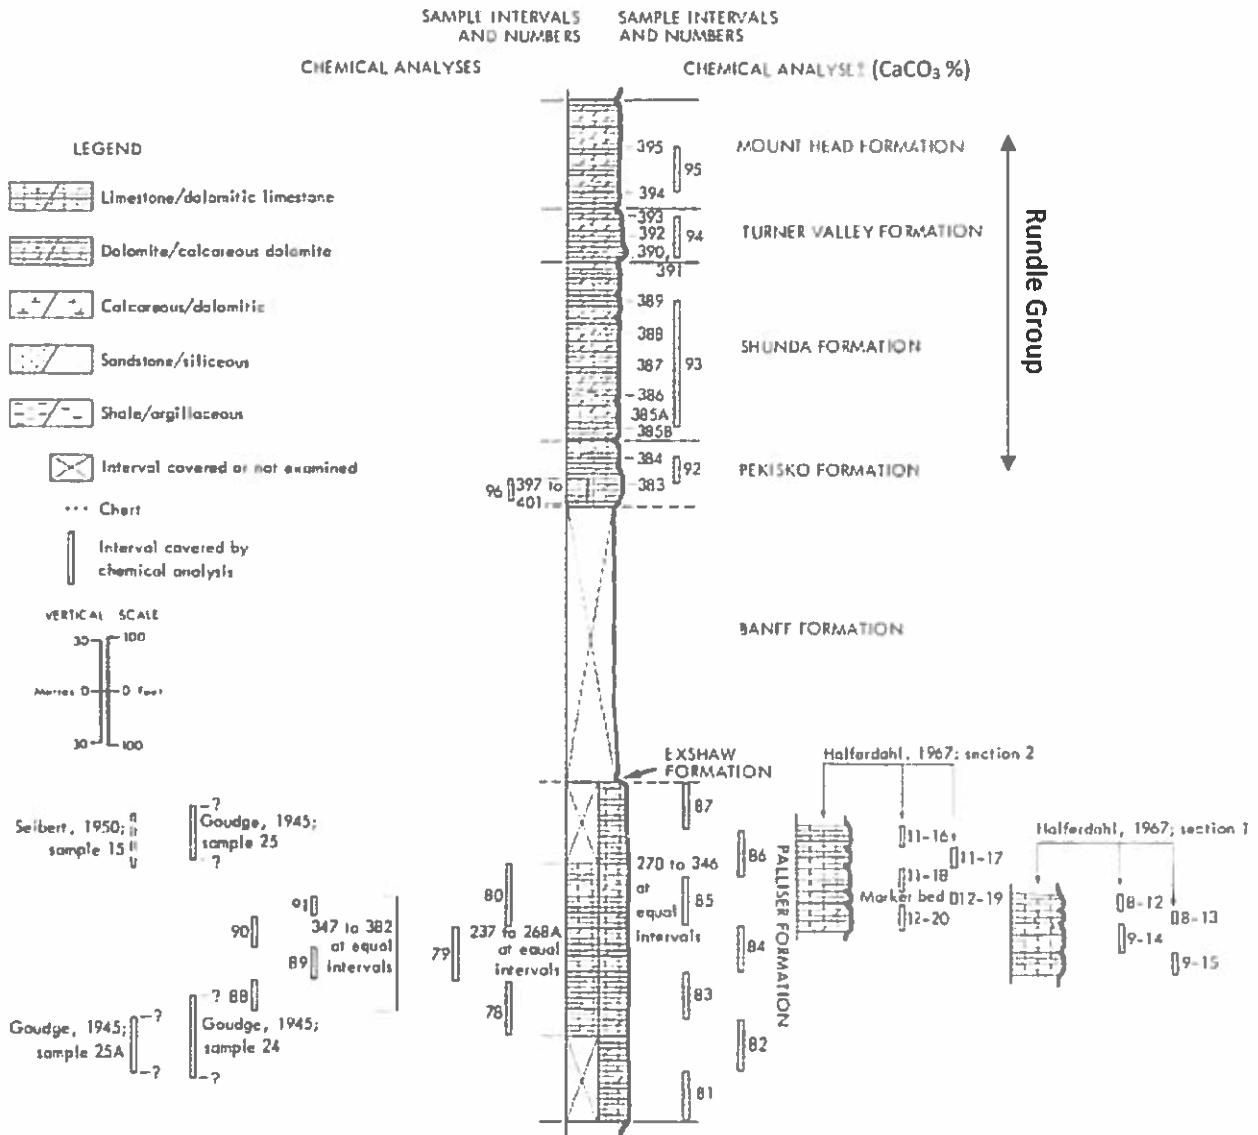 SAMPLE INTERVALS
AND NUMBERS
SAMPLE INTERVALS
AND NUMBERS
CHEMICAL ANALYSES
CHEMICAL ANALYSES (CaCO₃ %)
LEGEND
Limestone/dolomitic limestone
Dolomite/calcareous dolomite
Calcareous/dolomitic
Sandstone/siliceous
Shale/argillaceous
Interval covered or not examined
Chert
Interval covered by
chemical analysis
VERTICAL SCALE
30
100
Metres 0
0 Feet
30
100
395
95
394
MOUNT HEAD FORMATION
393
392
390,
391
94
TURNER VALLEY FORMATION
389
388
387
386
385A
385B
93
SHUNDA FORMATION
384
383
92
PEKISKO FORMATION
Rundle Group
96
397 to
401
BANFF FORMATION
EXSHAW
FORMATION
Seibert, 1950;
sample 15
?
Goudge, 1945;
sample 25
?
91
90
347 to 382
at equal
intervals
89
88
?
Goudge, 1945;
sample 24
?
?
Goudge, 1945;
sample 25A
?
80
79
237 to 268A
at equal
intervals
78
87
86
270 to 346
at
equal
intervals
85
84
83
82
81
PALLISER FORMATION
Halferdahl, 1967; section 2
11-16
11-17
11-18
Marker bed
12-19
12-20
Halferdahl, 1967; section 1
8-12
8-13
9-14
9-15